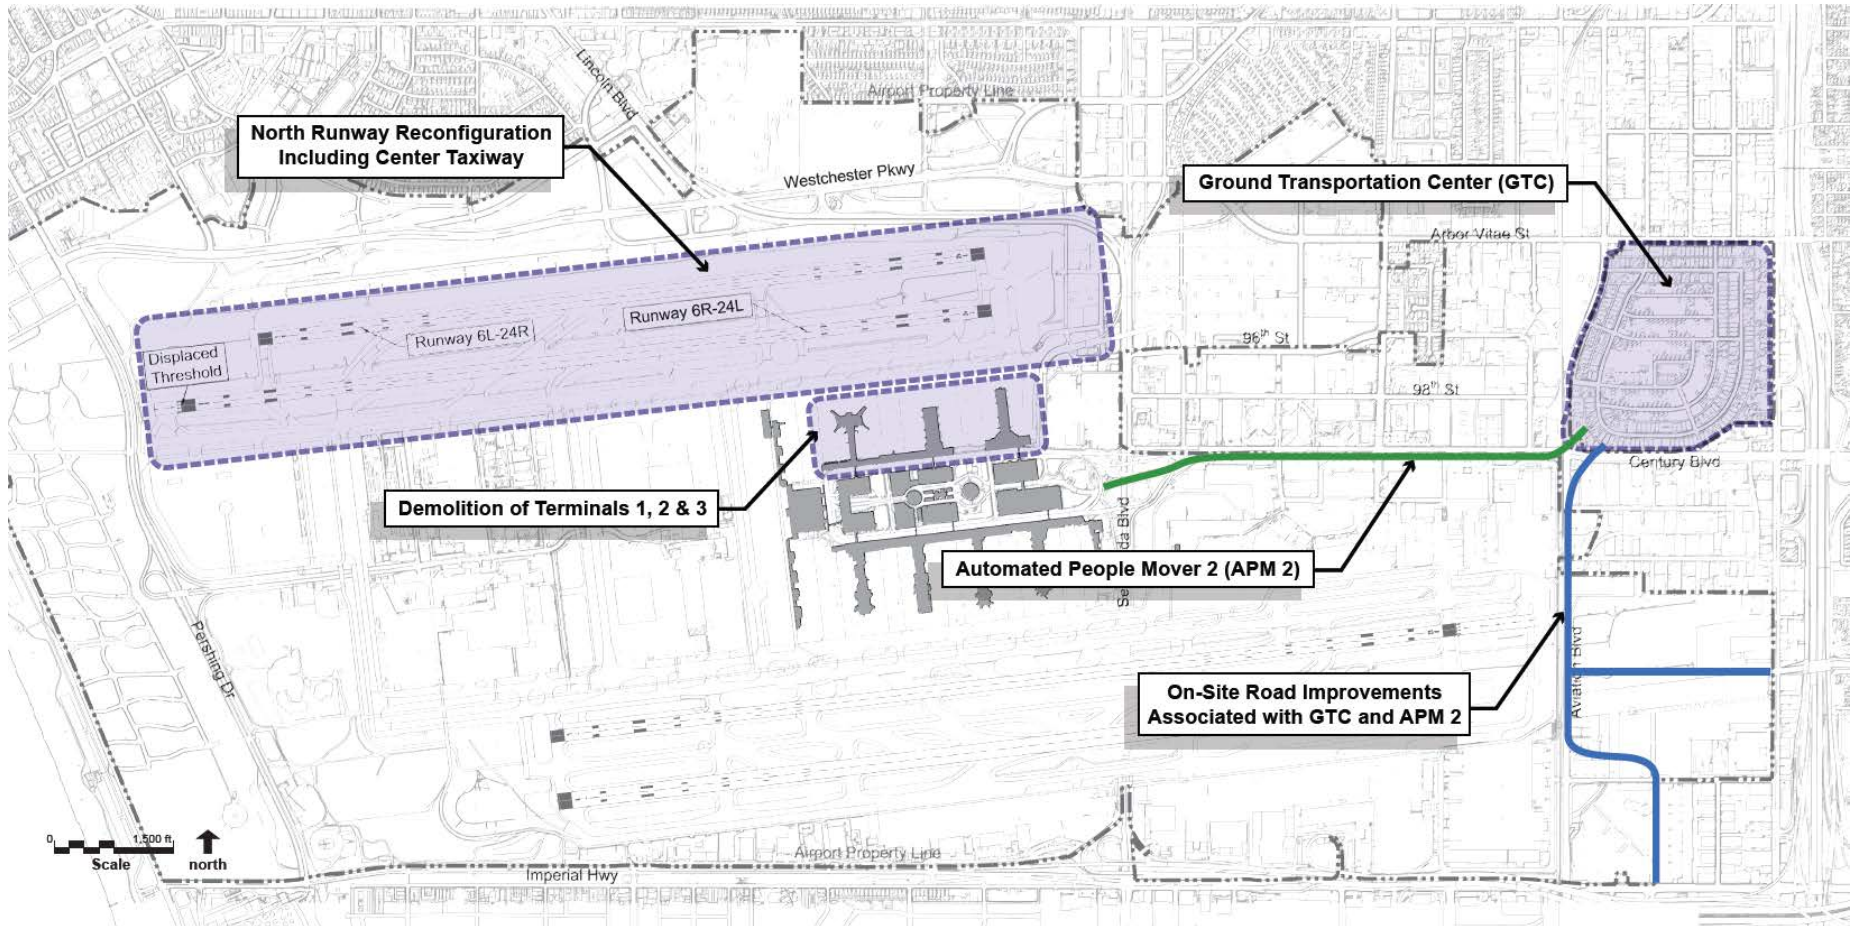 Lincoln Blvd
Airport Property Line
North Runway Reconfiguration
Including Center Taxiway
Westchester Pkwy
Ground Transportation Center (GTC)
Arbor Vitae St
Runway 6R-24L
Runway 6L-24R
Displaced
Threshold
96th St
98th St
Century Blvd
Demolition of Terminals 1, 2 & 3
Automated People Mover 2 (APM 2)
Pershing Dr
Aviation Blvd
On-Site Road Improvements
Associated with GTC and APM 2
0 1,500 ft.
Scale
north
Airport Property Line
Imperial Hwy